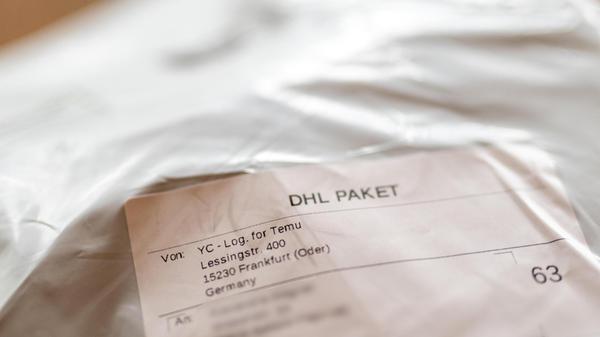 DHL PAKET
Von: YC - Log. for Temu
Lessingstr. 400
15230 Frankfurt (Oder)
Germany
63
An: